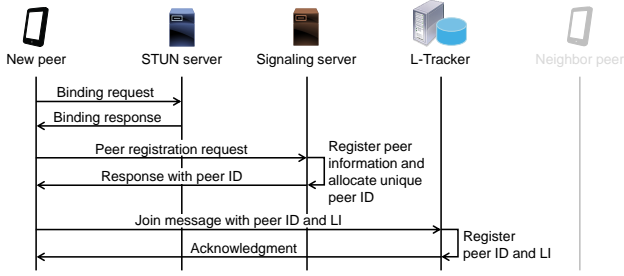 New peer
STUN server
Signaling server
L-Tracker
Neighbor peer
Binding request
Binding response
Peer registration request
Register peer
information and
allocate unique
peer ID
Response with peer ID
Join message with peer ID and LI
Register
peer ID and LI
Acknowledgment